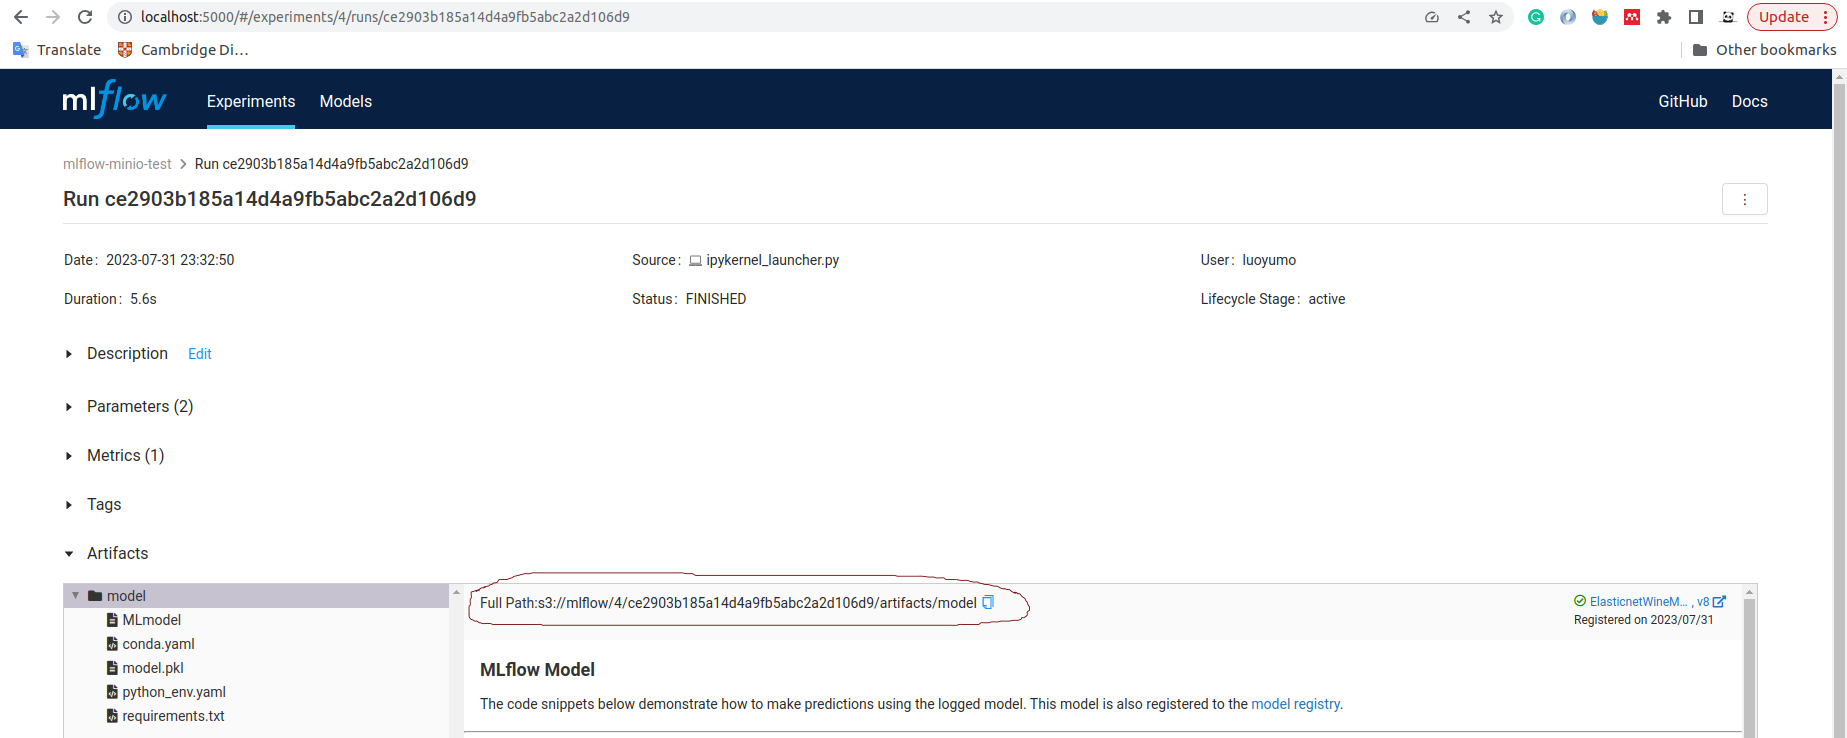 localhost:5000/#/experiments/4/runs/ce2903b185a14d4a9fb5abc2a2d106d9
Update
Translate
Cambridge Di…
Other bookmarks
mlflow
Experiments
Models
GitHub
Docs
mlflow-minio-test > Run ce2903b185a14d4a9fb5abc2a2d106d9
Run ce2903b185a14d4a9fb5abc2a2d106d9
Date: 2023-07-31 23:32:50
Source: ipykernel_launcher.py
User: luoyumo
Duration: 5.6s
Status: FINISHED
Lifecycle Stage: active
Description Edit
Parameters (2)
Metrics (1)
Tags
Artifacts
model
MLmodel
conda.yaml
model.pkl
python_env.yaml
requirements.txt
Full Path:s3://mlflow/4/ce2903b185a14d4a9fb5abc2a2d106d9/artifacts/model
ElasticnetWineM... , v8
Registered on 2023/07/31
MLflow Model
The code snippets below demonstrate how to make predictions using the logged model. This model is also registered to the model registry.